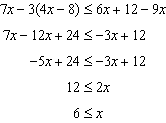 7x − 3(4x − 8) ≤ 6x + 12 − 9x
7x − 12x + 24 ≤ −3x + 12
−5x + 24 ≤ −3x + 12
12 ≤ 2x
6 ≤ x